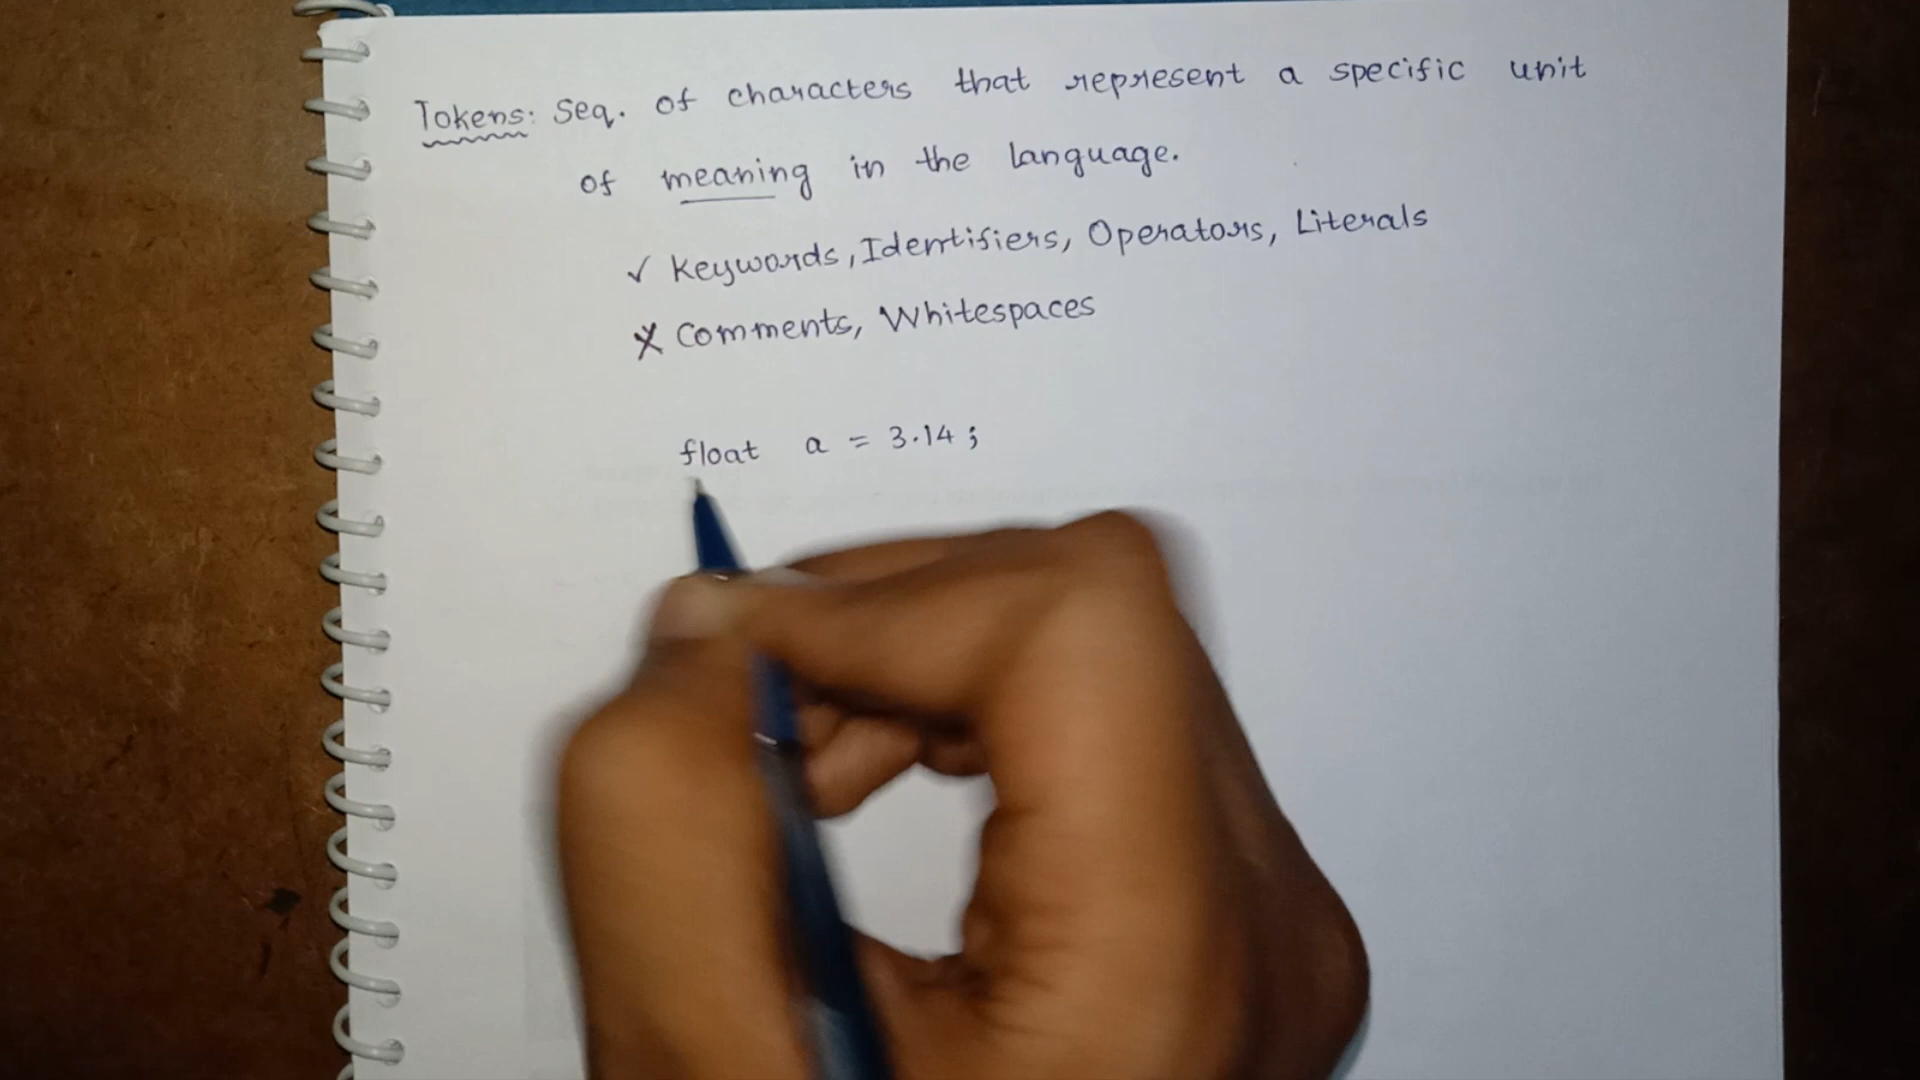 Tokens: Seq. of characters that represent a specific unit
of meaning in the language.
✓ Keywords, Identifiers, Operators, Literals
✗ Comments, Whitespaces
float a = 3.14;